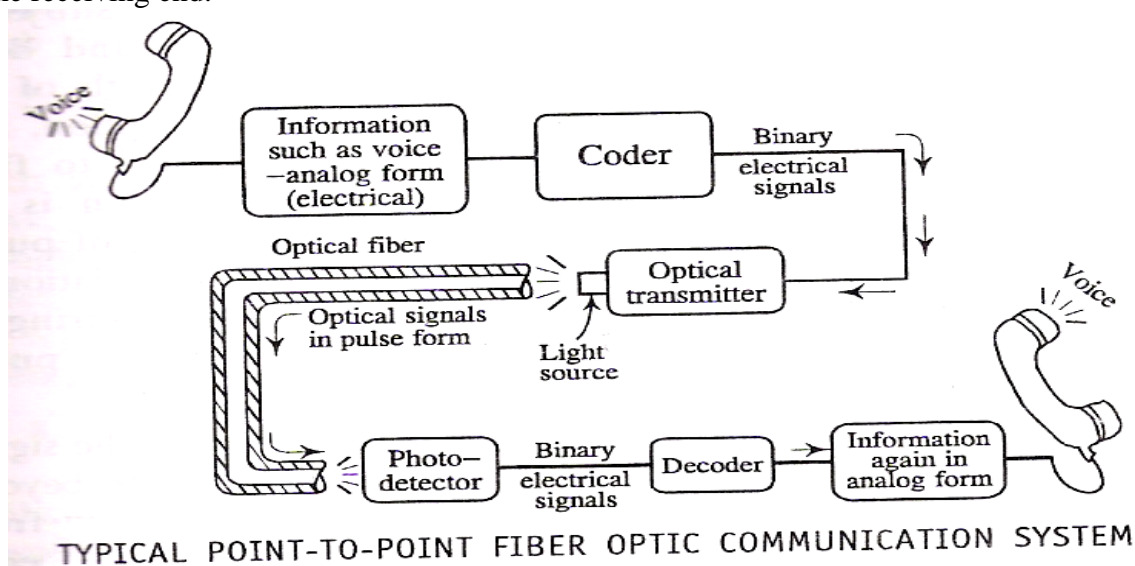 receiving end.
Voice
Information
such as voice
–analog form
(electrical)
Coder
Binary
electrical
signals
Optical fiber
Optical
transmitter
Optical signals
in pulse form
Light
source
Voice
Photo–
detector
Binary
electrical
signals
Decoder
Information
again in
analog form
TYPICAL POINT-TO-POINT FIBER OPTIC COMMUNICATION SYSTEM